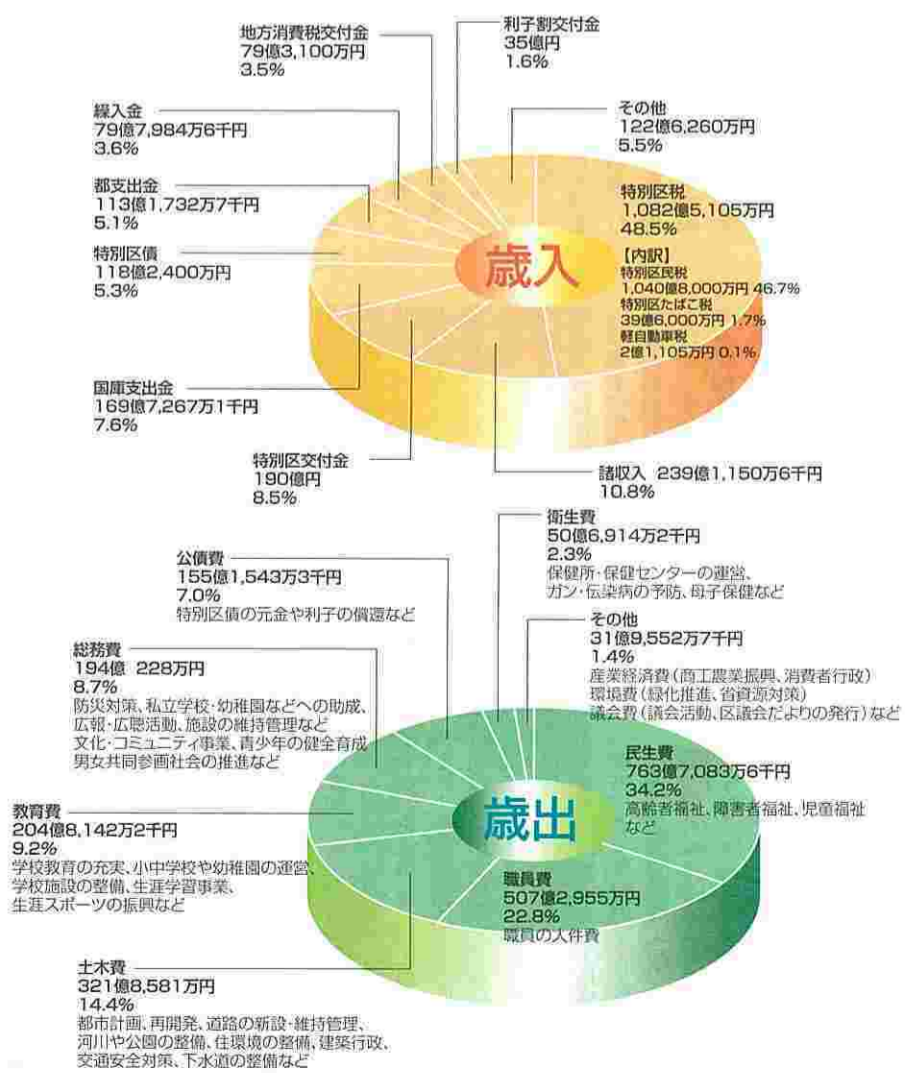 地方消費税交付金
79億3,100万円
3.5%
利子割交付金
35億円
1.6%
繰入金
79億7,984万6千円
3.6%
その他
122億6,260万円
5.5%
都支出金
113億1,732万7千円
5.1%
特別区税
1,082億5,105万円
48.5%
【内訳】
特別区民税
1,040億8,000万円 46.7%
特別区たばこ税
39億6,000万円 1.7%
軽自動車税
2億1,105万円 0.1%
特別区債
118億2,400万円
5.3%
歳入
国庫支出金
169億7,267万1千円
7.6%
特別区交付金
190億円
8.5%
諸収入 239億1,150万6千円
10.8%
衛生費
50億6,914万2千円
2.3%
保健所・保健センターの運営、
ガン・伝染病の予防、母子保健など
公債費
155億1,543万3千円
7.0%
特別区債の元金や利子の償還など
その他
31億9,552万7千円
1.4%
産業経済費(商工農業振興、消費者行政)
環境費(緑化推進、省資源対策)
議会費(議会活動、区議会だよりの発行)など
総務費
194億 228万円
8.7%
防災対策、私立学校・幼稚園などへの助成、
広報・広聴活動、施設の維持管理など
文化・コミュニティ事業、青少年の健全育成
男女共同参画社会の推進など
民生費
763億7,083万6千円
34.2%
高齢者福祉、障害者福祉、児童福祉
など
歳出
教育費
204億8,142万2千円
9.2%
学校教育の充実、小中学校や幼稚園の運営、
学校施設の整備、生涯学習事業、
生涯スポーツの振興など
職員費
507億2,955万円
22.8%
職員の人件費
土木費
321億8,581万円
14.4%
都市計画、再開発、道路の新設・維持管理、
河川や公園の整備、住環境の整備、建築行政、
交通安全対策、下水道の整備など